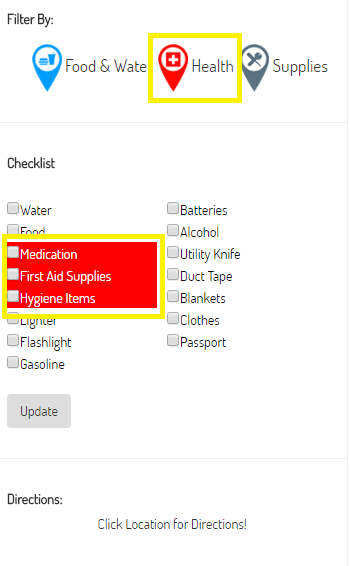 Filter By:
Food & Wate
Health
Supplies
Checklist
Water
Batteries
Food
Alcohol
Medication
Utility Knife
First Aid Supplies
Duct Tape
Hygiene Items
Blankets
Lighter
Clothes
Flashlight
Passport
Gasoline
Update
Directions:
Click Location for Directions!